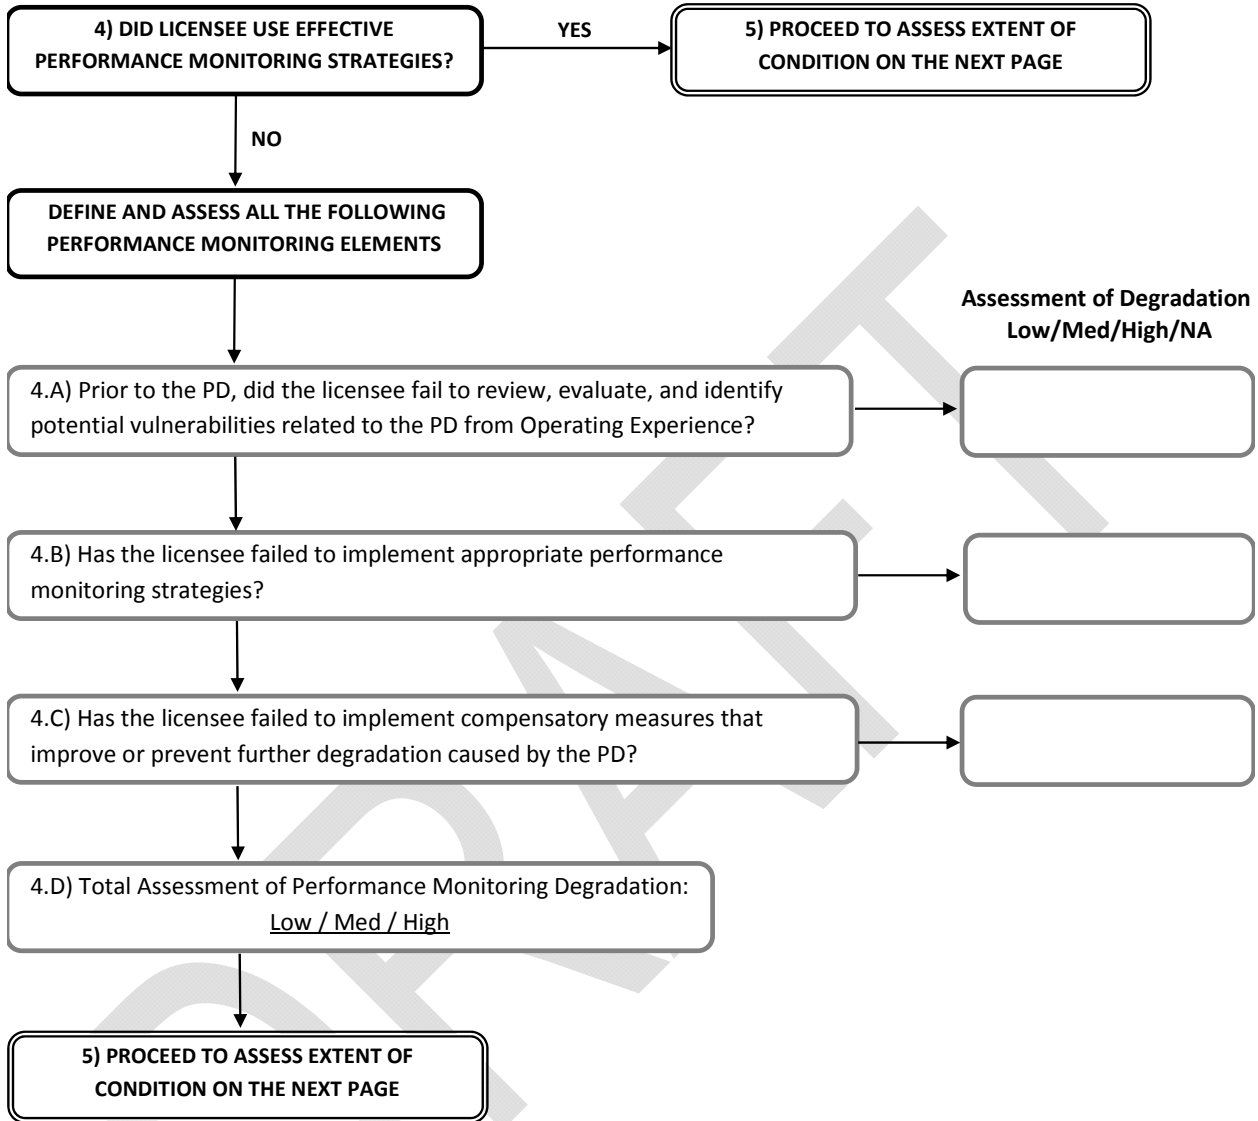 4) DID LICENSEE USE EFFECTIVE
PERFORMANCE MONITORING STRATEGIES?
YES
5) PROCEED TO ASSESS EXTENT OF
CONDITION ON THE NEXT PAGE
NO
DEFINE AND ASSESS ALL THE FOLLOWING
PERFORMANCE MONITORING ELEMENTS
Assessment of Degradation
Low/Med/High/NA
4.A) Prior to the PD, did the licensee fail to review, evaluate, and identify
potential vulnerabilities related to the PD from Operating Experience?
4.B) Has the licensee failed to implement appropriate performance
monitoring strategies?
4.C) Has the licensee failed to implement compensatory measures that
improve or prevent further degradation caused by the PD?
4.D) Total Assessment of Performance Monitoring Degradation:
Low / Med / High
5) PROCEED TO ASSESS EXTENT OF
CONDITION ON THE NEXT PAGE
DRAFT